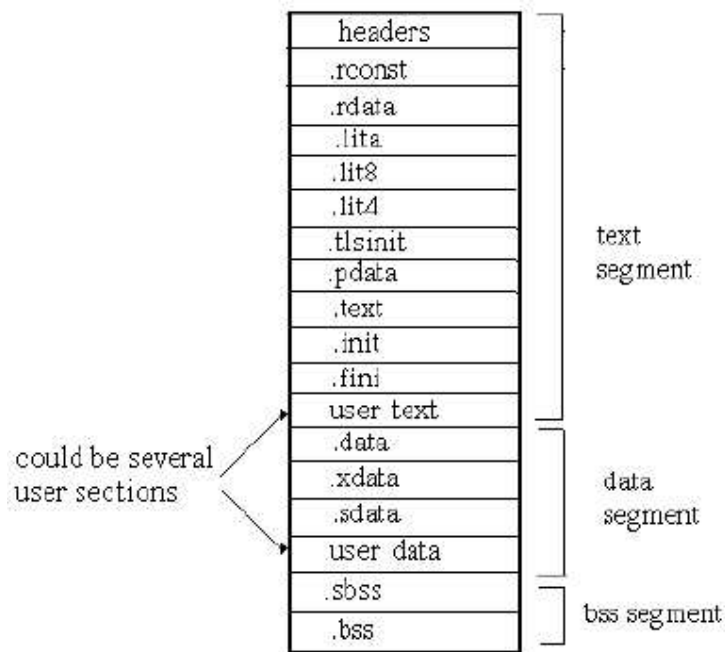 headers
.rconst
.rdata
.lita
.lit8
.lit4
.tlsinit
.pdata
.text
.init
.fini
user text
.data
.xdata
.sdata
user data
.sbss
.bss
text
segment
data
segment
bss segment
could be several
user sections